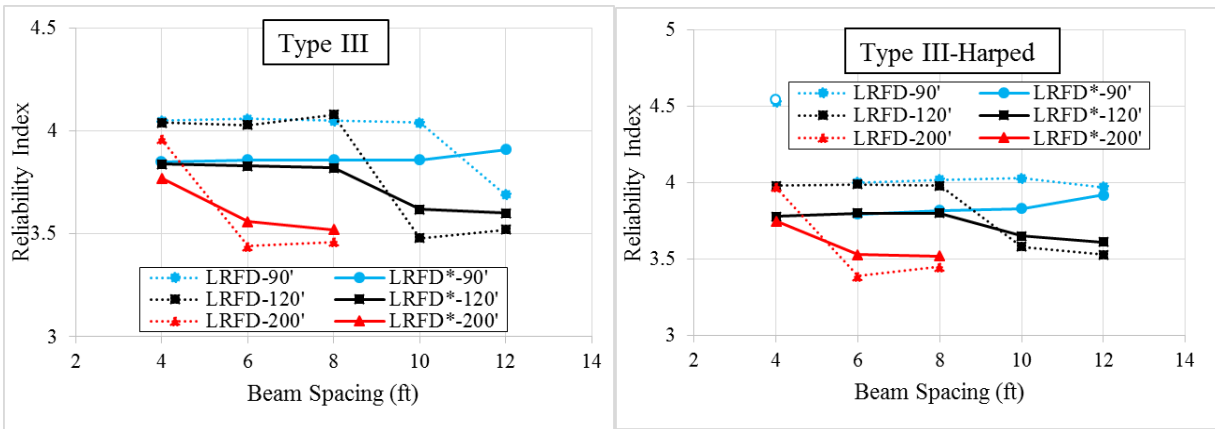 Type III
4.5
4
3.5
3
Reliability Index
LRFD-90' LRFD*-90'
LRFD-120' LRFD*-120'
LRFD-200' LRFD*-200'
2 4 6 8 10 12 14
Beam Spacing (ft)
Type III-Harped
5
4.5
4
3.5
3
Reliability Index
LRFD-90' LRFD*-90'
LRFD-120' LRFD*-120'
LRFD-200' LRFD*-200'
2 4 6 8 10 12 14
Beam Spacing (ft)